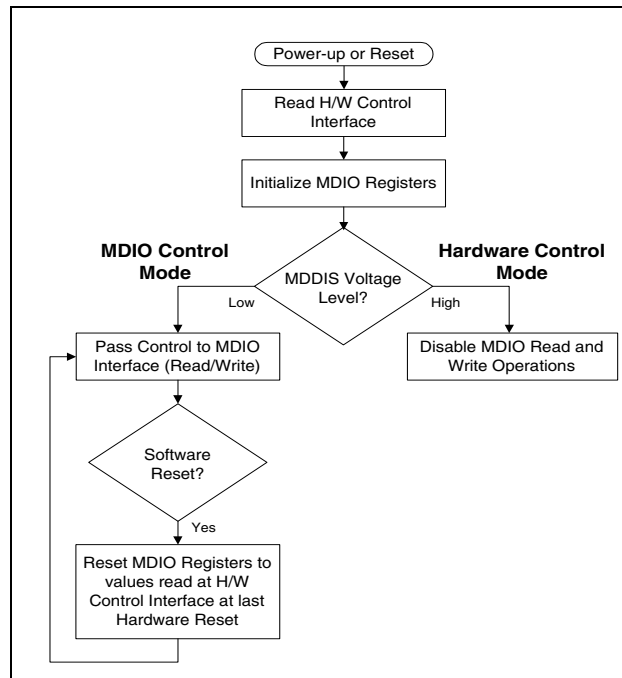 Power-up or Reset
Read H/W Control
Interface
Initialize MDIO Registers
MDIO Control
Mode
MDDIS Voltage
Level?
Hardware Control
Mode
Low
High
Pass Control to MDIO
Interface (Read/Write)
Disable MDIO Read and
Write Operations
Software
Reset?
Yes
Reset MDIO Registers to
values read at H/W
Control Interface at last
Hardware Reset